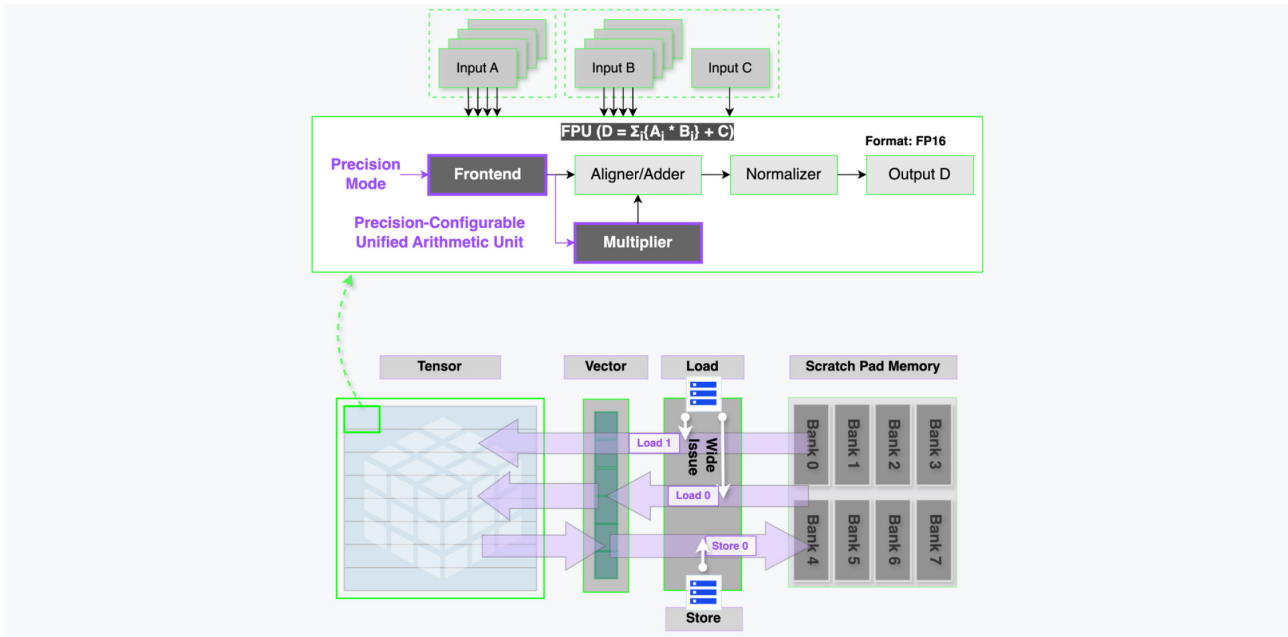 Input A
Input B
Input C
FPU (D = Σi{Ai * Bi} + C)
Format: FP16
Precision
Mode
Frontend
Aligner/Adder
Normalizer
Output D
Precision-Configurable
Unified Arithmetic Unit
Multiplier
Tensor
Vector
Load
Scratch Pad Memory
Load 1
Wide
Issue
Load 0
Store 0
Bank 0
Bank 1
Bank 2
Bank 3
Bank 4
Bank 5
Bank 6
Bank 7
Store